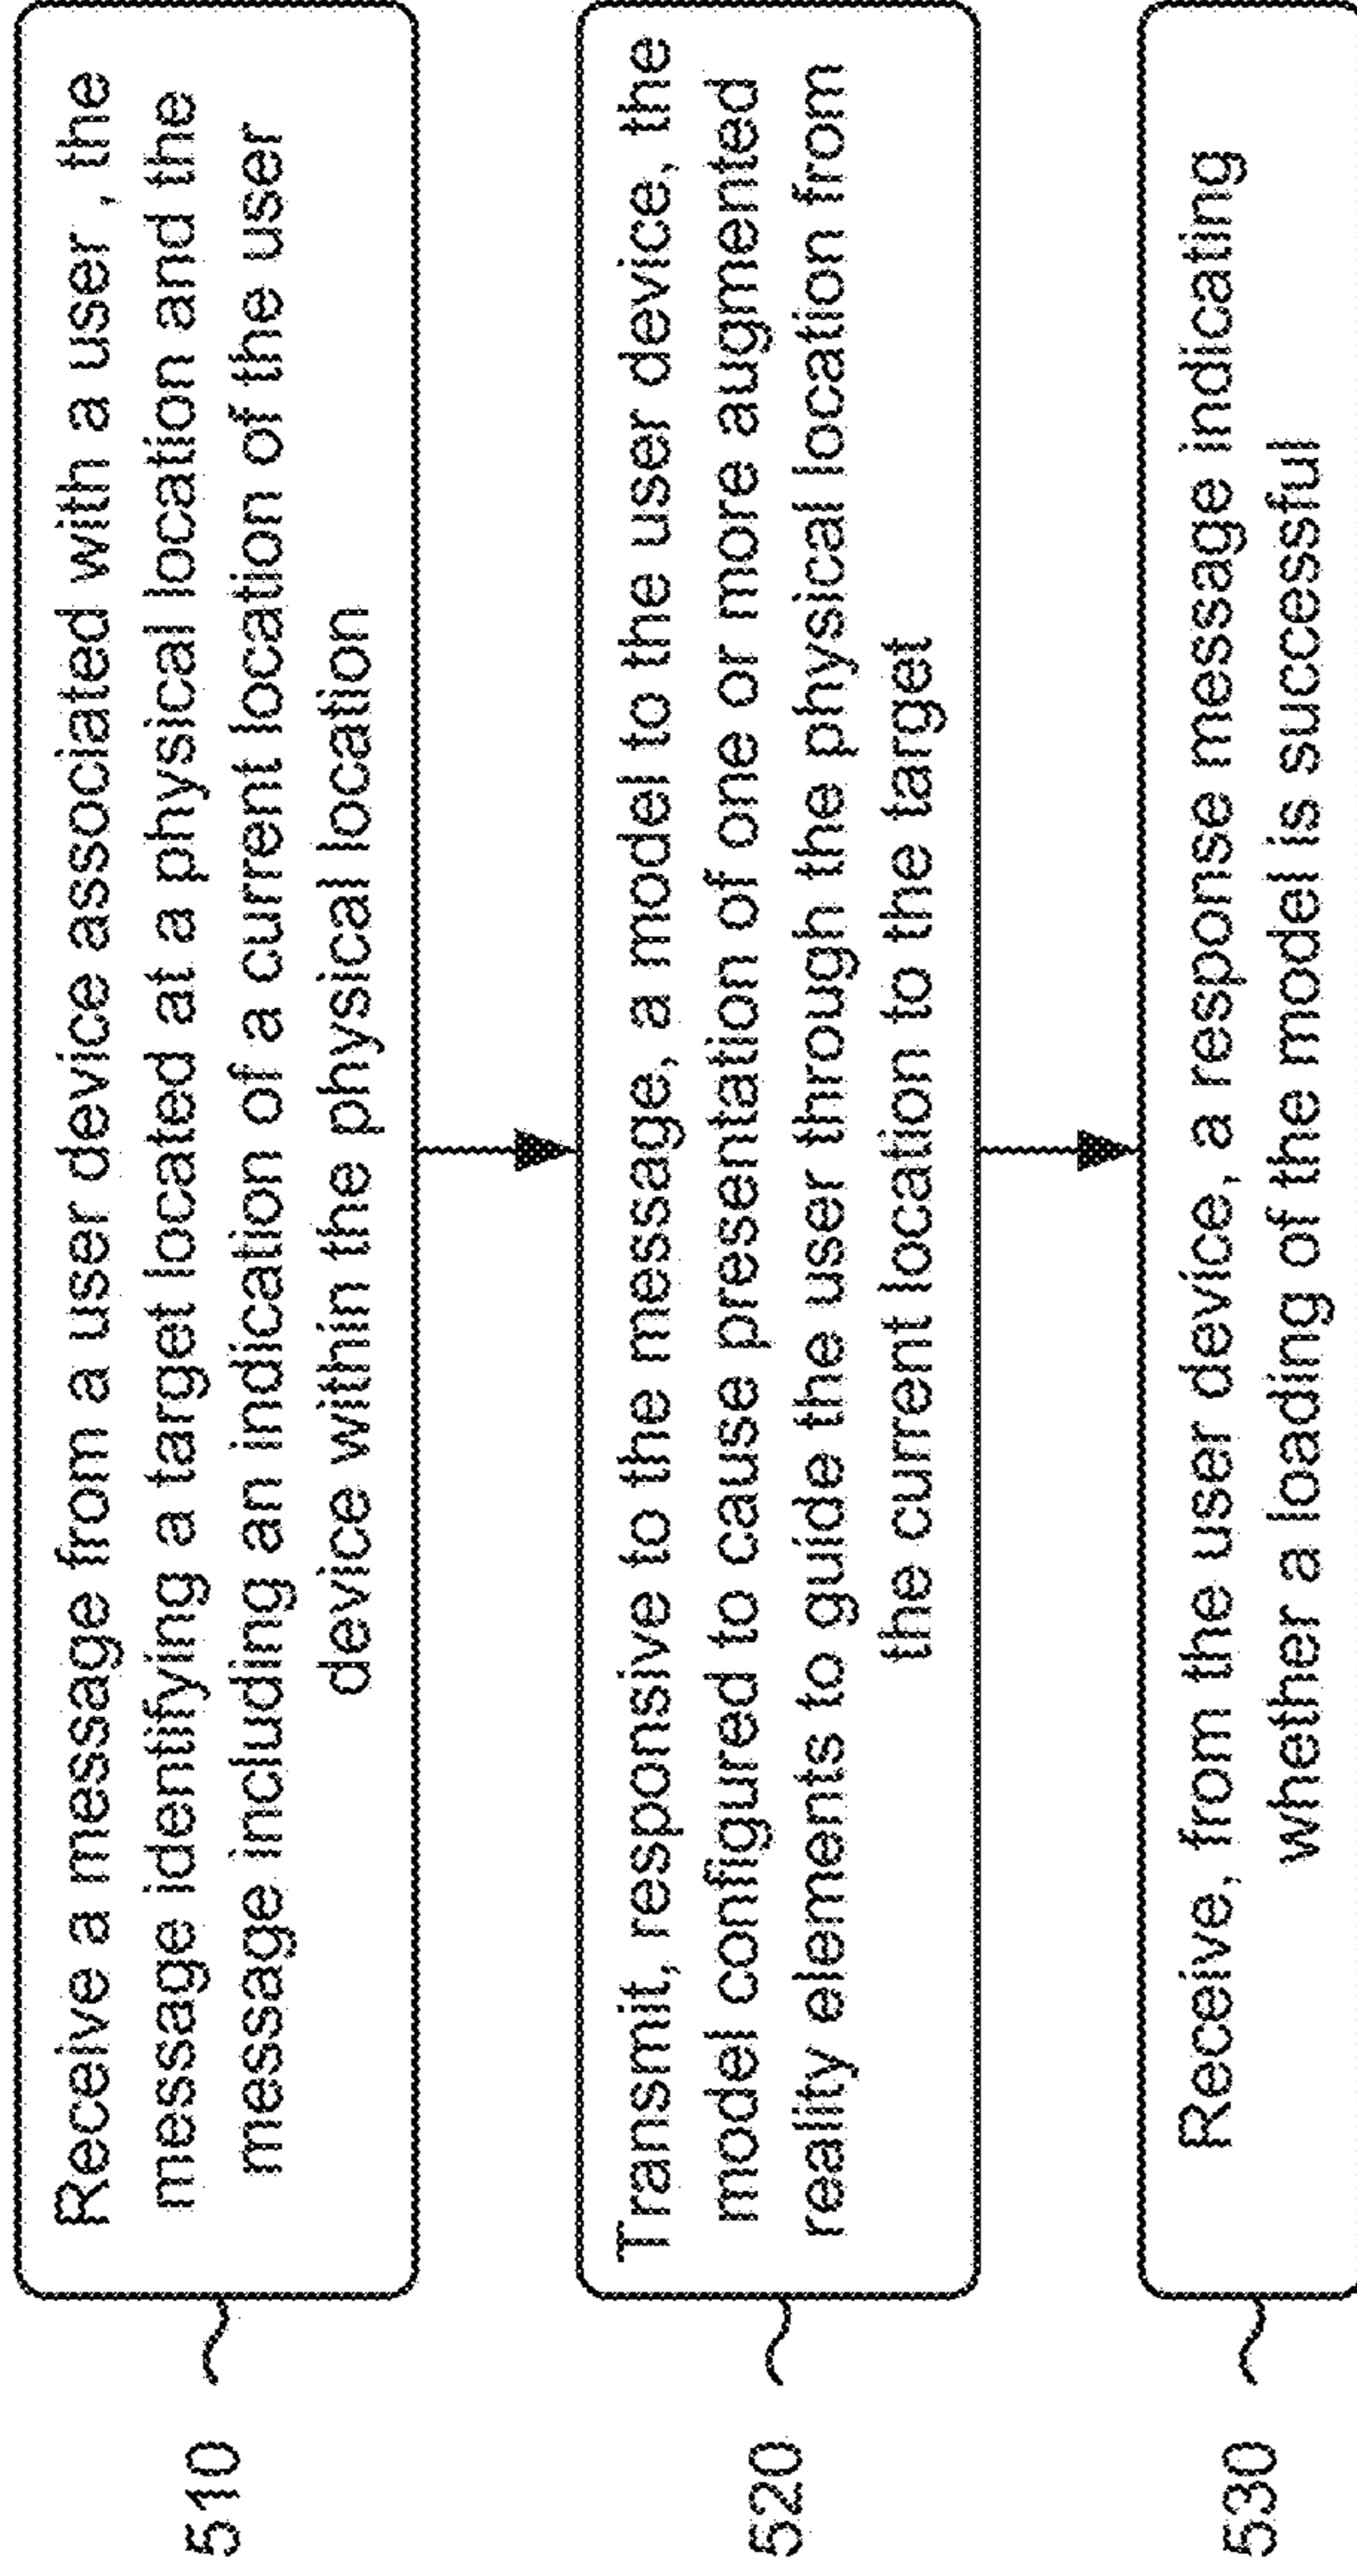 510
Receive a message from a user device associated with a user , the
message identifying a target located at a physical location and the
message including an indication of a current location of the user
device within the physical location
520
Transmit, responsive to the message, a model to the user device, the
model configured to cause presentation of one or more augmented
reality elements to guide the user through the physical location from
the current location to the target
530
Receive, from the user device, a response message indicating
whether a loading of the model is successful